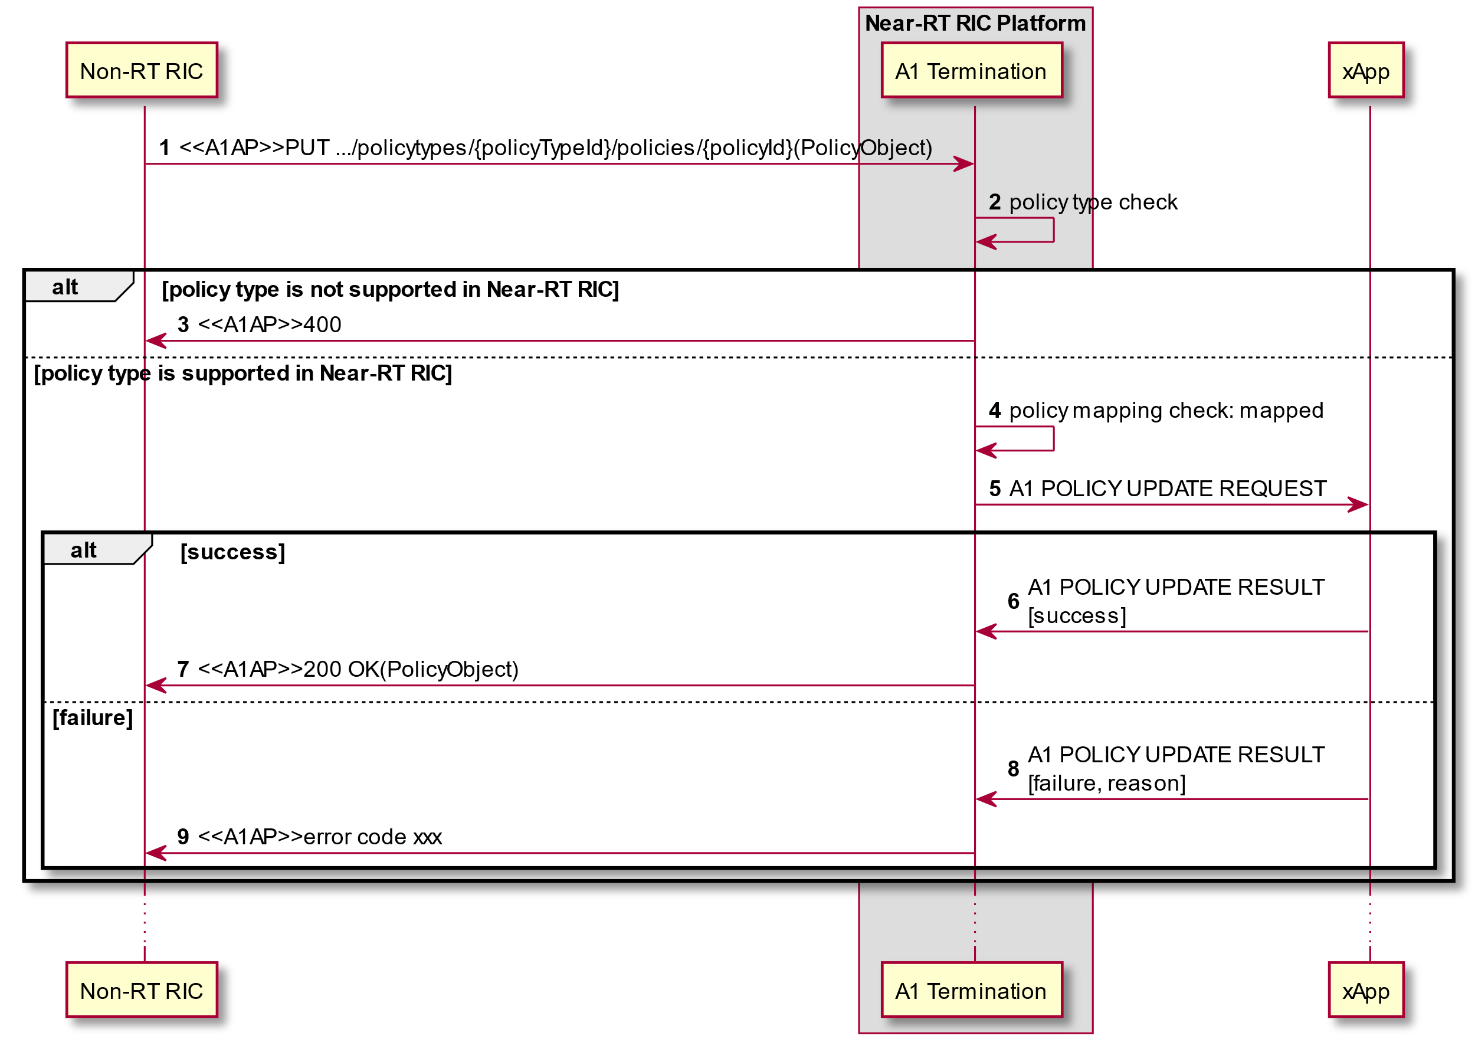 Near-RT RIC Platform
Non-RT RIC
A1 Termination
xApp
1 <<A1AP>>PUT .../policytypes/{policyTypeId}/policies/{policyId}(PolicyObject)
2 policy type check
alt [policy type is not supported in Near-RT RIC]
3 <<A1AP>>400
[policy type is supported in Near-RT RIC]
4 policy mapping check: mapped
5 A1 POLICY UPDATE REQUEST
alt [success]
6 A1 POLICY UPDATE RESULT
[success]
7 <<A1AP>>200 OK(PolicyObject)
[failure]
8 A1 POLICY UPDATE RESULT
[failure, reason]
9 <<A1AP>>error code xxx
Non-RT RIC
A1 Termination
xApp